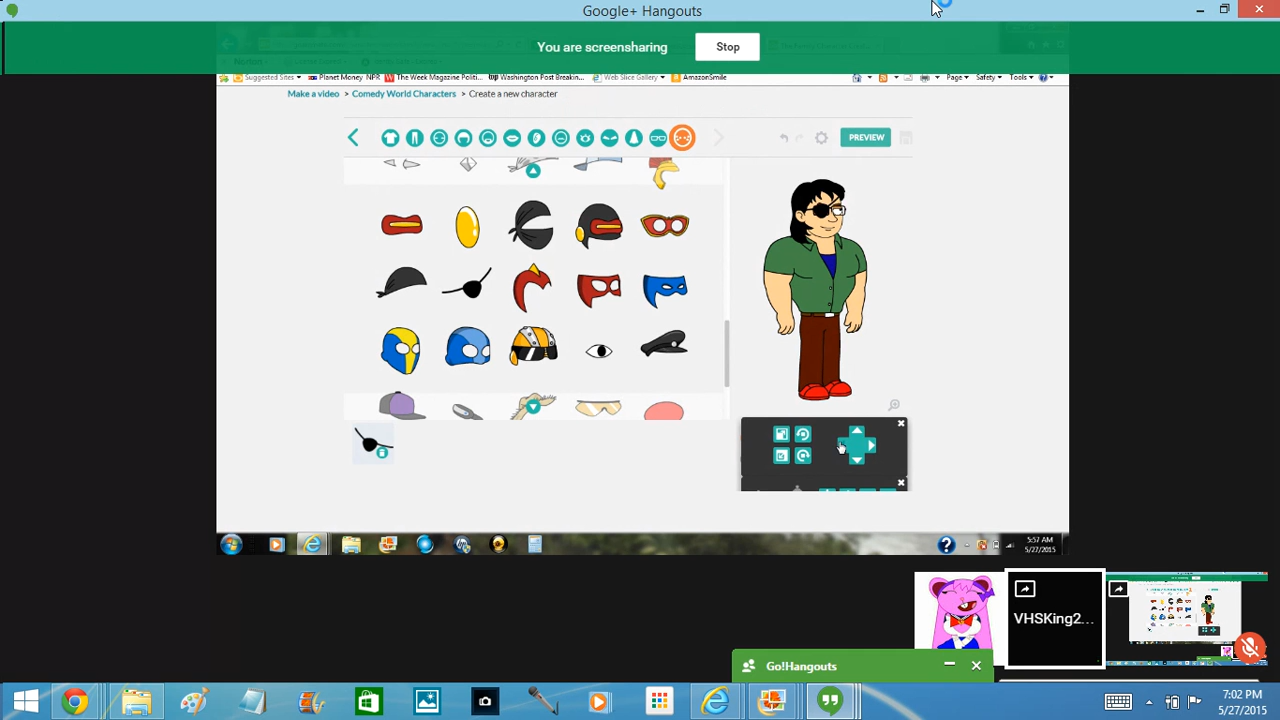 Google+ Hangouts
You are screensharing
Stop
Suggested Sites Planet Money NPR The Week Magazine Politi... Washington Post Breakin... Web Slice Gallery AmazonSmile Page Safety Tools
Make a video > Comedy World Characters > Create a new character
PREVIEW
5:57 AM
5/27/2015
VHSKing2...
Go!Hangouts
7:02 PM
5/27/2015